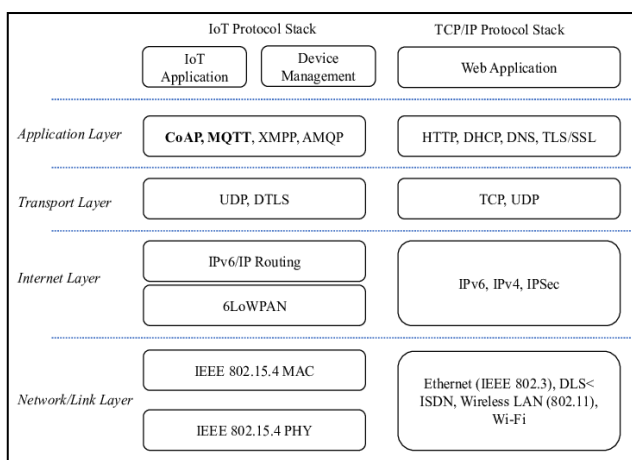 IoT Protocol Stack
TCP/IP Protocol Stack
IoT
Application
Device
Management
Web Application
Application Layer
CoAP, MQTT, XMPP, AMQP
HTTP, DHCP, DNS, TLS/SSL
Transport Layer
UDP, DTLS
TCP, UDP
Internet Layer
IPv6/IP Routing
6LoWPAN
IPv6, IPv4, IPSec
Network/Link Layer
IEEE 802.15.4 MAC
IEEE 802.15.4 PHY
Ethernet (IEEE 802.3), DLS<
ISDN, Wireless LAN (802.11),
Wi-Fi